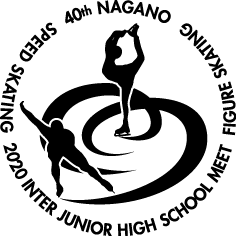 40th NAGANO
SPEED SKATING 2020 INTER JUNIOR HIGH SCHOOL MEET FIGURE SKATING